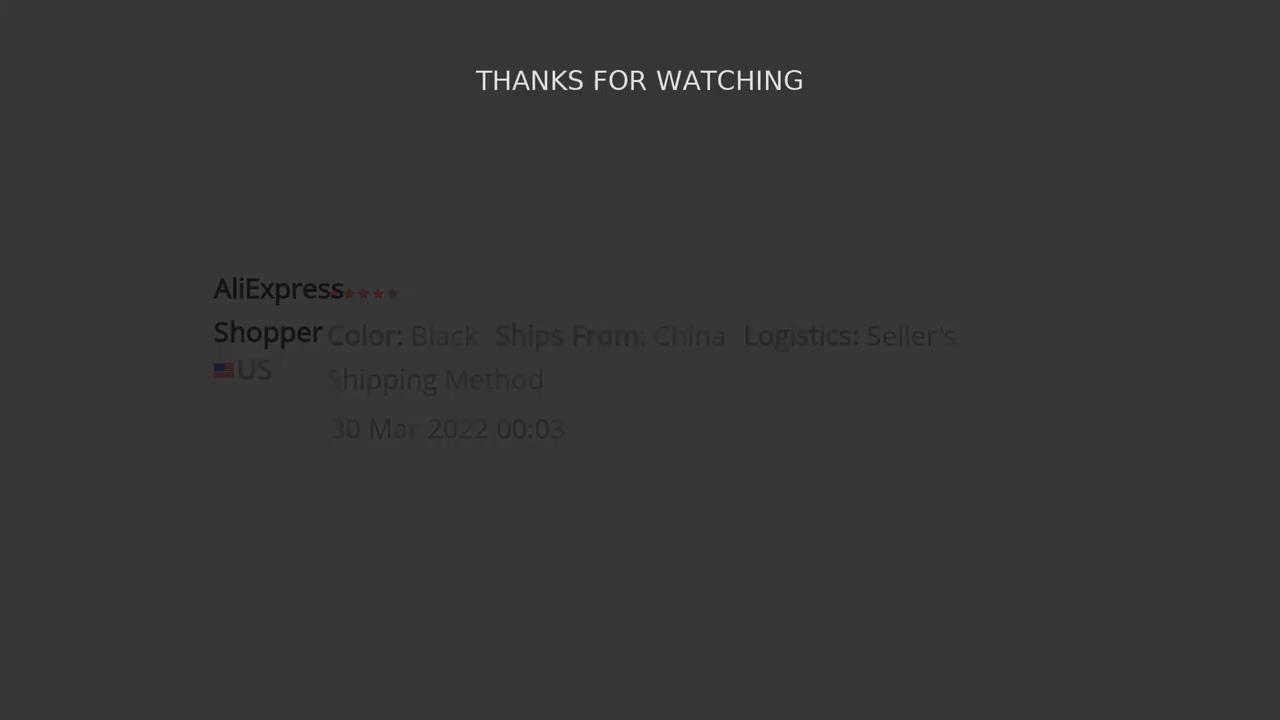 THANKS FOR WATCHING
AliExpress
Shopper
Color: Black Ships From: China Logistics: Seller's
US
Shipping Method
30 Mar 2022 00:03